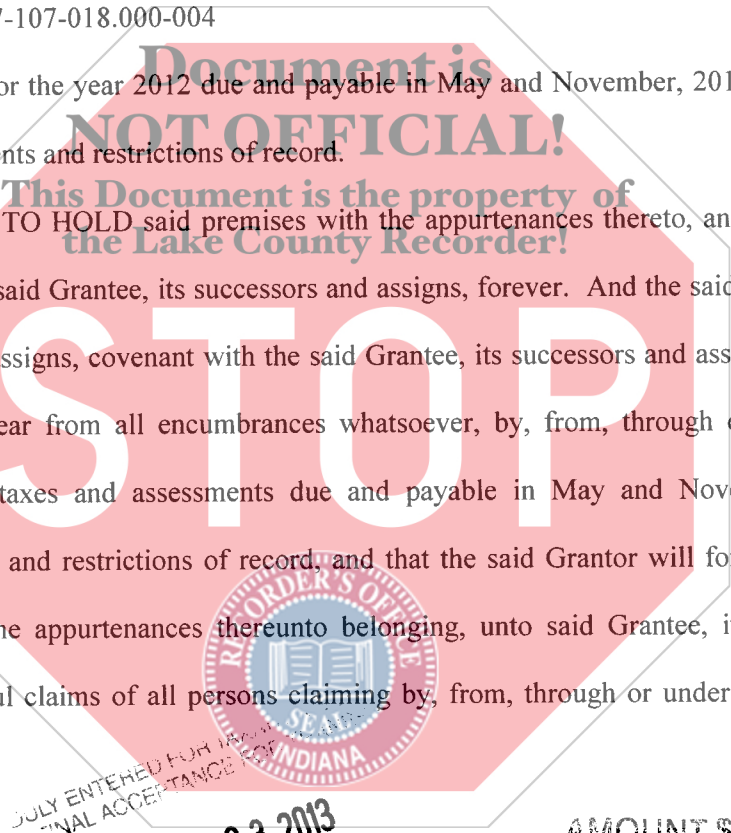 7-107-018.000-004
Document is
or the year 2012 due and payable in May and November, 201
NOT OFFICIAL!
nts and restrictions of record.
This Document is the property of
TO HOLD said premises with the appurtenances thereto, an
the Lake County Recorder!
said Grantee, its successors and assigns, forever. And the said
ssigns, covenant with the said Grantee, its successors and ass
STOP
ear from all encumbrances whatsoever, by, from, through
taxes and assessments due and payable in May and Nov
and restrictions of record, and that the said Grantor will fo
RECORDER'S OFFICE
ne appurtenances thereunto belonging, unto said Grantee, i
ul claims of all persons claiming by, from, through or under
SEAL
INDIANA
DULY ENTERED FOR
FINAL ACCEPTANCE FOR
2013
AMOUNT $